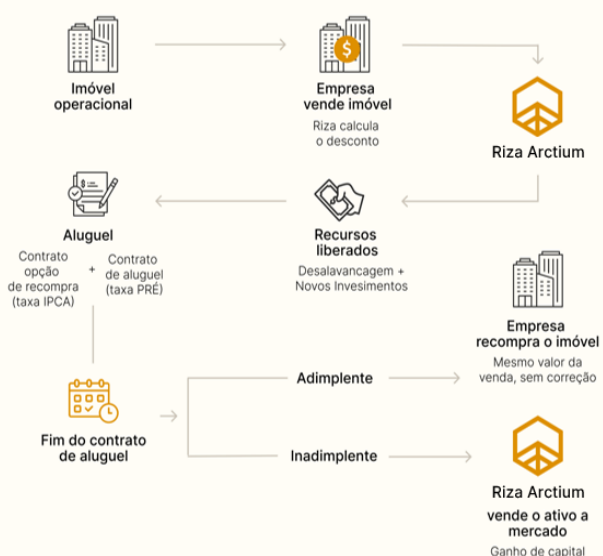 Imóvel
operacional
$
Empresa
vende imóvel
Riza calcula
o desconto
Riza Arctium
Aluguel
Contrato
opção
de recompra
(taxa IPCA)
+
Contrato
de aluguel
(taxa PRÉ)
Recursos
liberados
Desalavancagem +
Novos Invesimentos
Empresa
recompra o imóvel
Mesmo valor da
venda, sem correção
Adimplente
Fim do contrato
de aluguel
Inadimplente
Riza Arctium
vende o ativo a
mercado
Ganho de capital